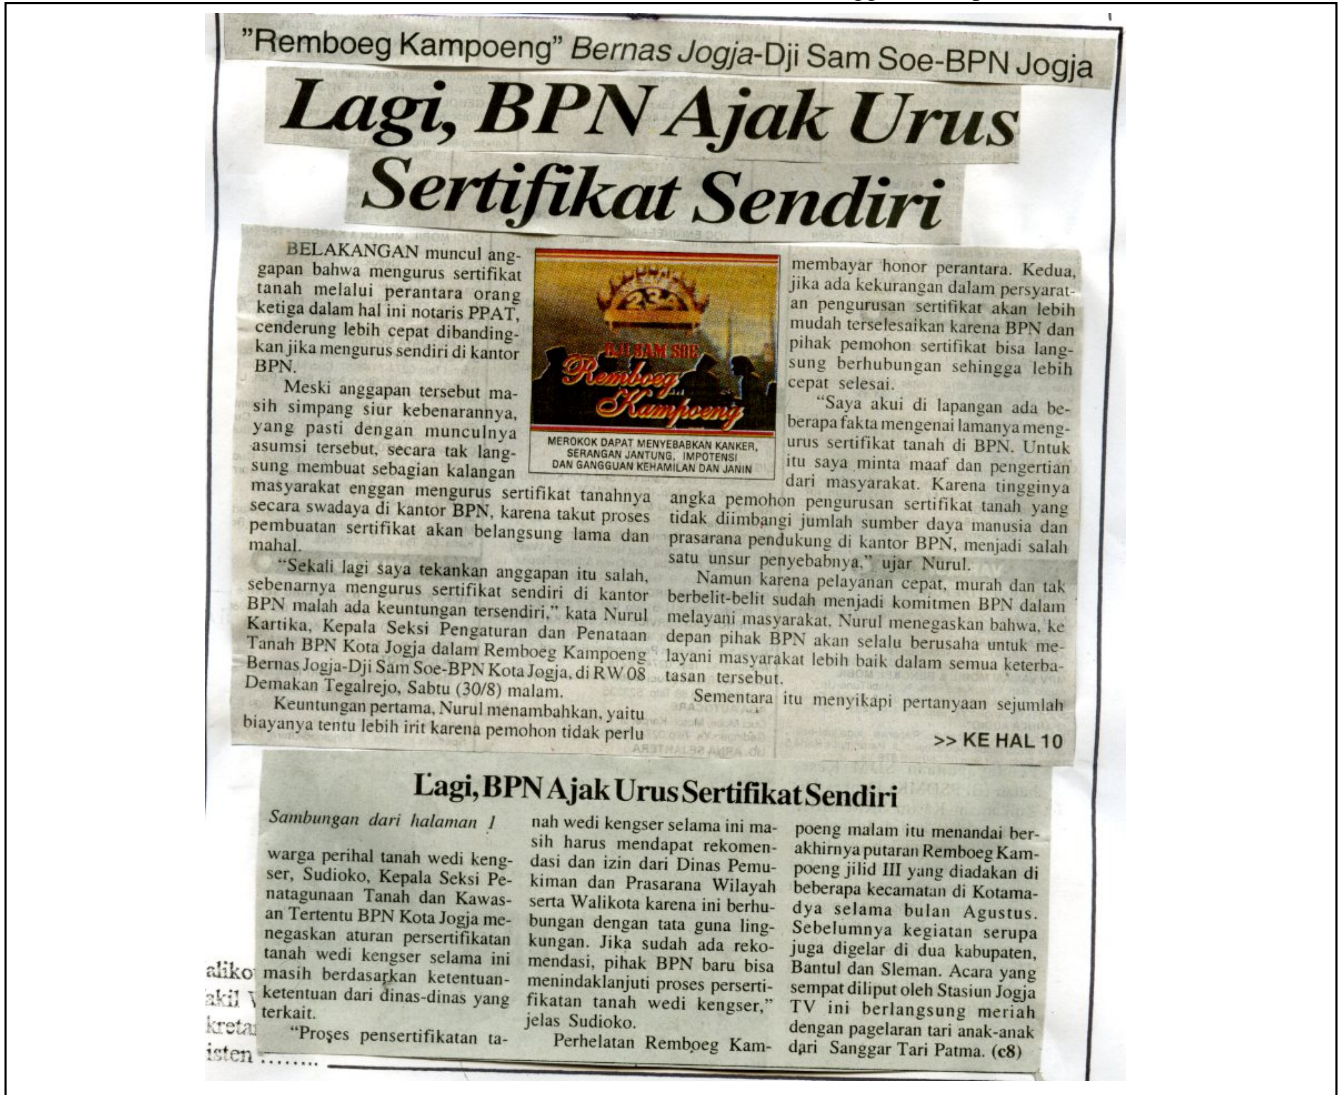 "Remboeg Kampoeng" Bernas Jogja-Dji Sam Soe-BPN Jogja
Lagi, BPN Ajak Urus
Sertifikat Sendiri
BELAKANGAN muncul ang-
gapan bahwa mengurus sertifikat
tanah melalui perantara orang
ketiga dalam hal ini notaris PPAT,
cenderung lebih cepat dibanding-
kan jika mengurus sendiri di kantor
BPN.
Meski anggapan tersebut ma-
sih simpang siur kebenarannya,
yang pasti dengan munculnya
asumsi tersebut, secara tak lang-
sung membuat sebagian kalangan
masyarakat enggan mengurus sertifikat tanahnya
secara swadaya di kantor BPN, karena takut proses
pembuatan sertifikat akan belangsung lama dan
mahal.
"Sekali lagi saya tekankan anggapan itu salah,
sebenarnya mengurus sertifikat sendiri di kantor
BPN malah ada keuntungan tersendiri," kata Nurul
Kartika, Kepala Seksi Pengaturan dan Penataan
Tanah BPN Kota Jogja dalam Remboeg Kampoeng
Bernas Jogja-Dji Sam Soe-BPN Kota Jogja, di RW 08
Demakan Tegalrejo, Sabtu (30/8) malam.
Keuntungan pertama, Nurul menambahkan, yaitu
biayanya tentu lebih irit karena pemohon tidak perlu
234
DJI SAM SOE
Remboeg
Kampoeng
MEROKOK DAPAT MENYEBABKAN KANKER,
SERANGAN JANTUNG, IMPOTENSI
DAN GANGGUAN KEHAMILAN DAN JANIN
membayar honor perantara. Kedua,
jika ada kekurangan dalam persyarat-
an pengurusan sertifikat akan lebih
mudah terselesaikan karena BPN dan
pihak pemohon sertifikat bisa lang-
sung berhubungan sehingga lebih
cepat selesai.
"Saya akui di lapangan ada be-
berapa fakta mengenai lamanya meng-
urus sertifikat tanah di BPN. Untuk
itu saya minta maaf dan pengertian
dari masyarakat. Karena tingginya
angka pemohon pengurusan sertifikat tanah yang
tidak diimbangi jumlah sumber daya manusia dan
prasarana pendukung di kantor BPN, menjadi salah
satu unsur penyebabnya," ujar Nurul.
Namun karena pelayanan cepat, murah dan tak
berbelit-belit sudah menjadi komitmen BPN dalam
melayani masyarakat, Nurul menegaskan bahwa, ke
depan pihak BPN akan selalu berusaha untuk me-
layani masyarakat lebih baik dalam semua keterba-
tasan tersebut.
Sementara itu menyikapi pertanyaan sejumlah
>> KE HAL 10
Lagi, BPN Ajak Urus Sertifikat Sendiri
Sambungan dari halaman 1
warga perihal tanah wedi keng-
ser, Sudioko, Kepala Seksi Pe-
natagunaan Tanah dan Kawas-
an Tertentu BPN Kota Jogja me-
negaskan aturan persertifikatan
tanah wedi kengser selama ini
masih berdasarkan ketentuan-
ketentuan dari dinas-dinas yang
terkait.
"Proses pensertifikatan ta-
nah wedi kengser selama ini ma-
sih harus mendapat rekomen-
dasi dan izin dari Dinas Pemu-
kiman dan Prasarana Wilayah
serta Walikota karena ini berhu-
bungan dengan tata guna ling-
kungan. Jika sudah ada reko-
mendasi, pihak BPN baru bisa
menindaklanjuti proses perserti-
fikatan tanah wedi kengser,"
jelas Sudioko.
Perhelatan Remboeg Kam-
poeng malam itu menandai ber-
akhirnya putaran Remboeg Kam-
poeng jilid III yang diadakan di
beberapa kecamatan di Kotama-
dya selama bulan Agustus.
Sebelumnya kegiatan serupa
juga digelar di dua kabupaten,
Bantul dan Sleman. Acara yang
sempat diliput oleh Stasiun Jogja
TV ini berlangsung meriah
dengan pagelaran tari anak-anak
dari Sanggar Tari Patma. (c8)
aliko
akil
kreta
isten ........